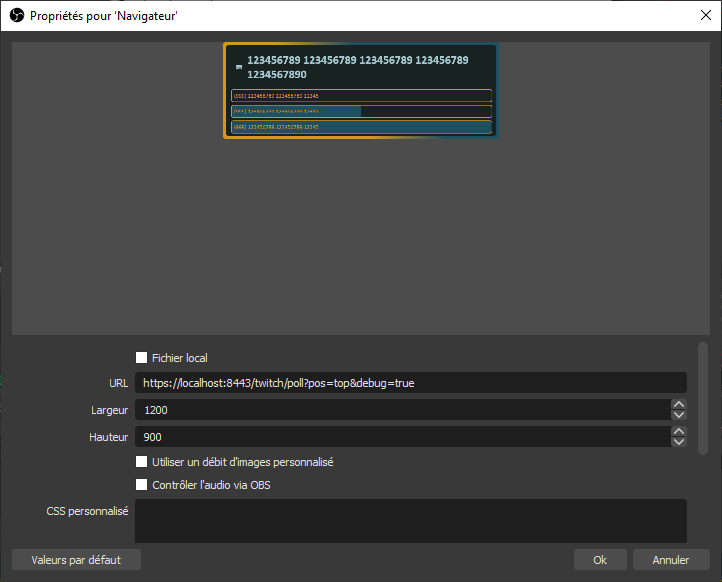 Propriétés pour 'Navigateur'
123456789 123456789 123456789 123456789
1234567890
(999) 123456789 123456789 12345
(999) 123456789 123456789 12345
Fichier local
URL
https://localhost:8443/twitch/poll?pos=top&debug=true
Largeur
1200
Hauteur
900
Utiliser un débit d'images personnalisé
Contrôler l'audio via OBS
CSS personnalisé
Valeurs par défaut
Ok
Annuler